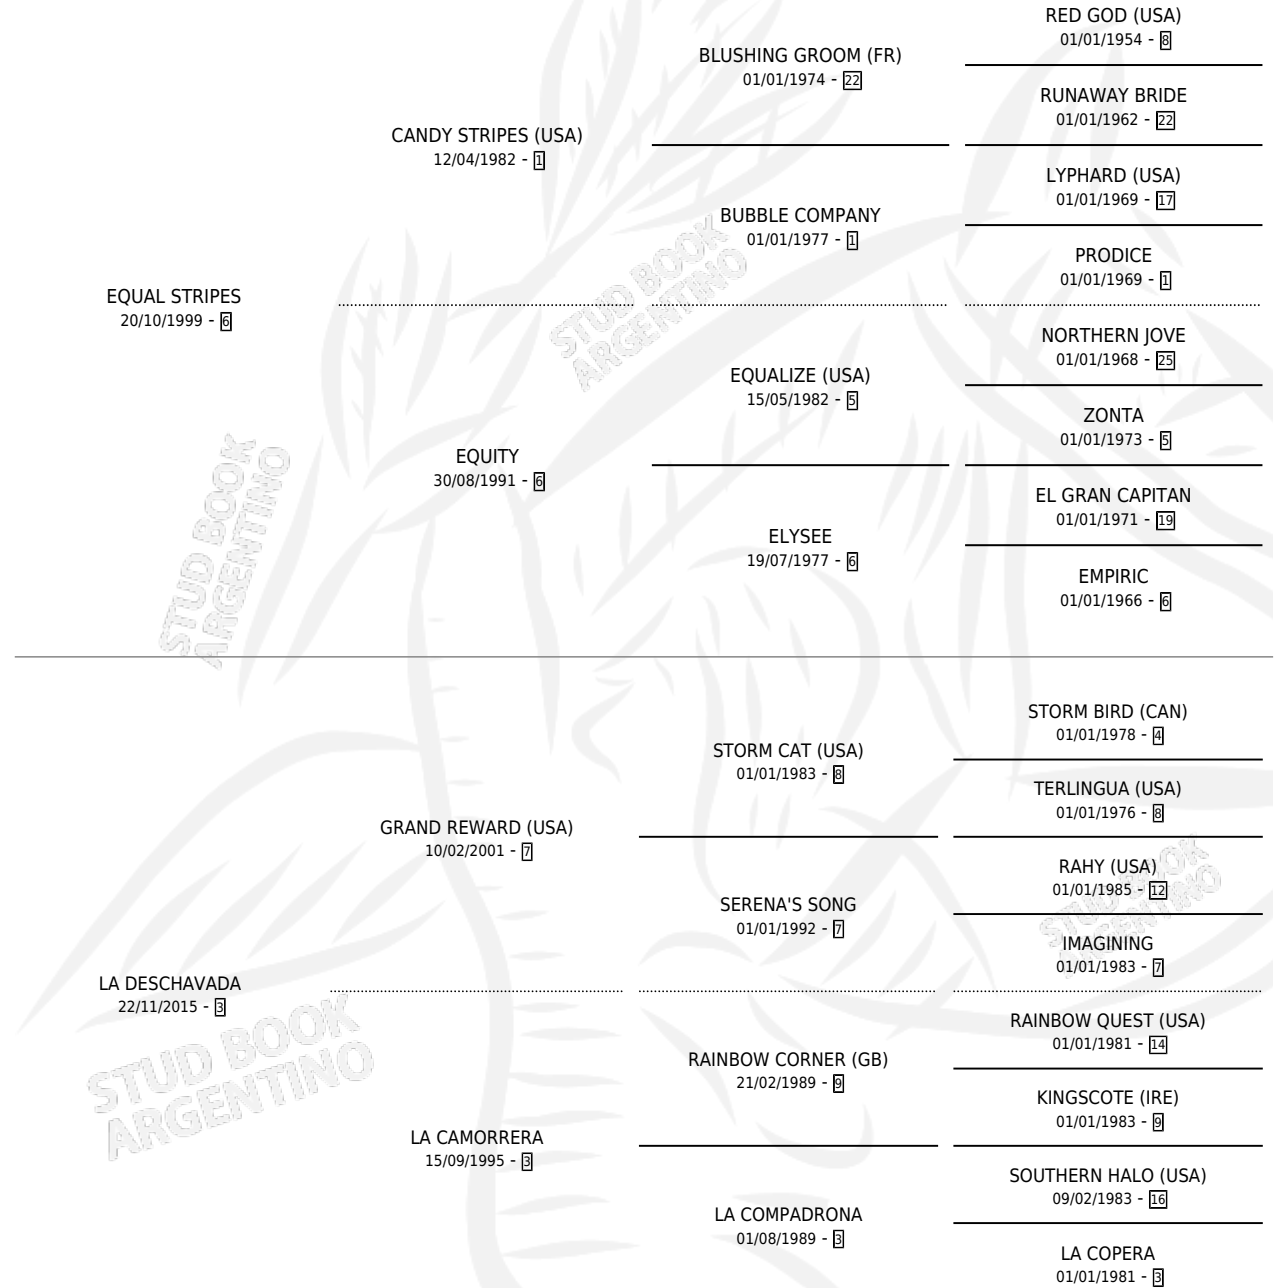 RED GOD (USA)
01/01/1954 - 8
BLUSHING GROOM (FR)
01/01/1974 - 22
RUNAWAY BRIDE
01/01/1962 - 22
CANDY STRIPES (USA)
12/04/1982 - 1
LYPHARD (USA)
01/01/1969 - 17
BUBBLE COMPANY
01/01/1977 - 1
PRODICE
01/01/1969 - 1
EQUAL STRIPES
20/10/1999 - 6
NORTHERN JOVE
01/01/1968 - 25
EQUALIZE (USA)
15/05/1982 - 5
ZONTA
01/01/1973 - 5
EQUITY
30/08/1991 - 6
EL GRAN CAPITAN
01/01/1971 - 19
ELYSEE
19/07/1977 - 6
EMPIRIC
01/01/1966 - 6
STORM BIRD (CAN)
01/01/1978 - 4
STORM CAT (USA)
01/01/1983 - 8
TERLINGUA (USA)
01/01/1976 - 8
GRAND REWARD (USA)
10/02/2001 - 7
RAHY (USA)
01/01/1985 - 12
SERENA'S SONG
01/01/1992 - 7
IMAGINING
01/01/1983 - 7
LA DESCHAVADA
22/11/2015 - 3
RAINBOW QUEST (USA)
01/01/1981 - 14
RAINBOW CORNER (GB)
21/02/1989 - 9
KINGSCOTE (IRE)
01/01/1983 - 9
LA CAMORRERA
15/09/1995 - 3
SOUTHERN HALO (USA)
09/02/1983 - 16
LA COMPADRONA
01/08/1989 - 3
LA COPERA
01/01/1981 - 3
STUD BOOK
ARGENTINO
STUD BOOK
ARGENTINO
STUD BOOK
ARGENTINO
STUD BOOK
ARGENTINO